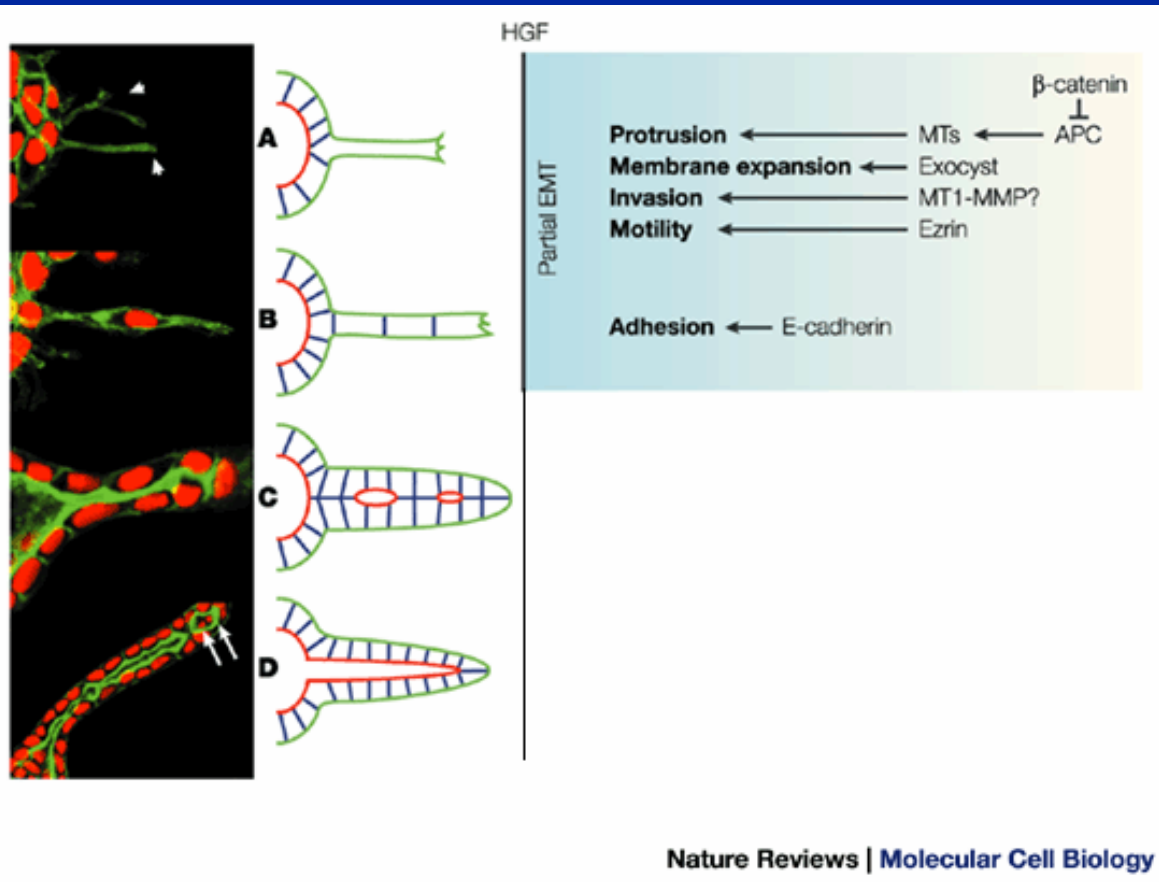 HGF
β-catenin
A
Protrusion
MTs
APC
Membrane expansion
Exocyst
Invasion
MT1-MMP?
Motility
Ezrin
Partial EMT
B
Adhesion
E-cadherin
C
D
Nature Reviews | Molecular Cell Biology